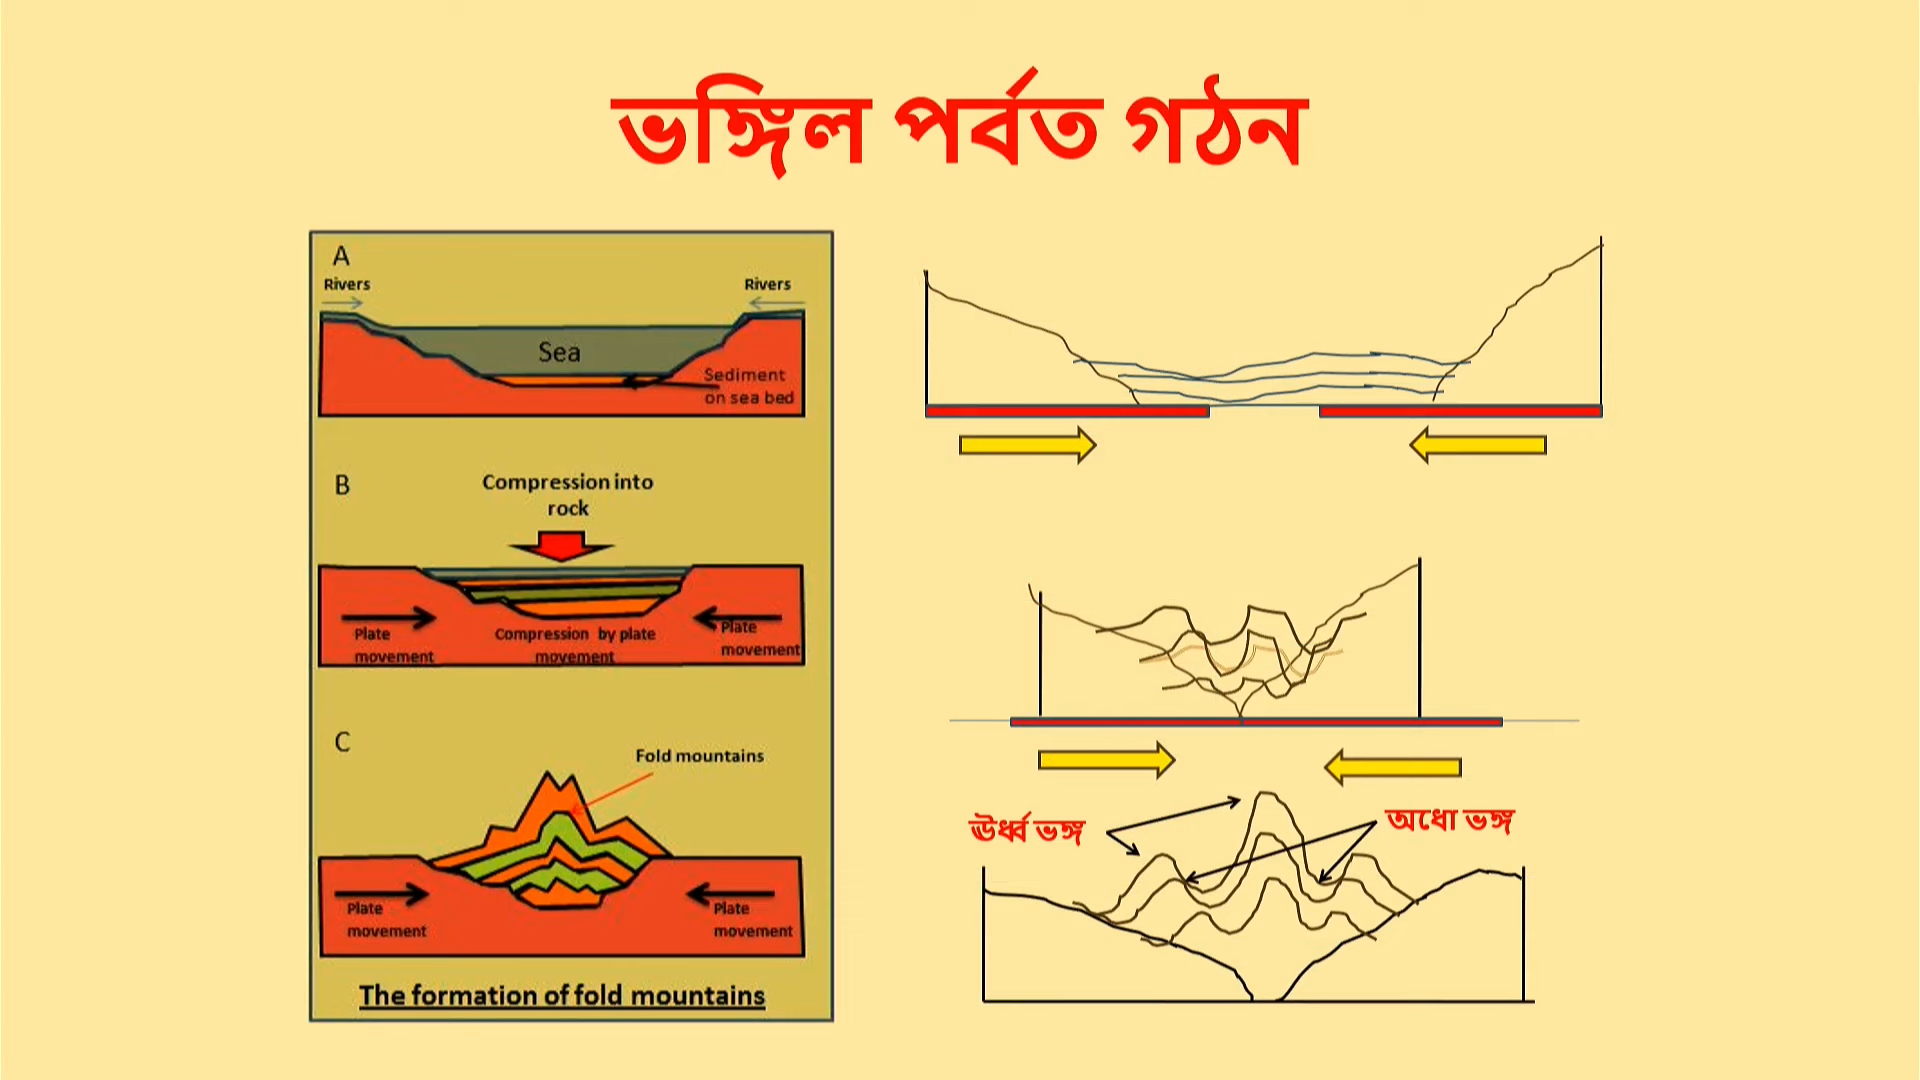 ভঙ্গিল পর্বত গঠন
A
Rivers
Rivers
Sea
Sediment
on sea bed
B
Compression into
rock
Plate
movement
Compression by plate
movement
Plate
movement
C
Fold mountains
Plate
movement
Plate
movement
The formation of fold mountains
ঊর্ধ্ব ভঙ্গ
অধো ভঙ্গ